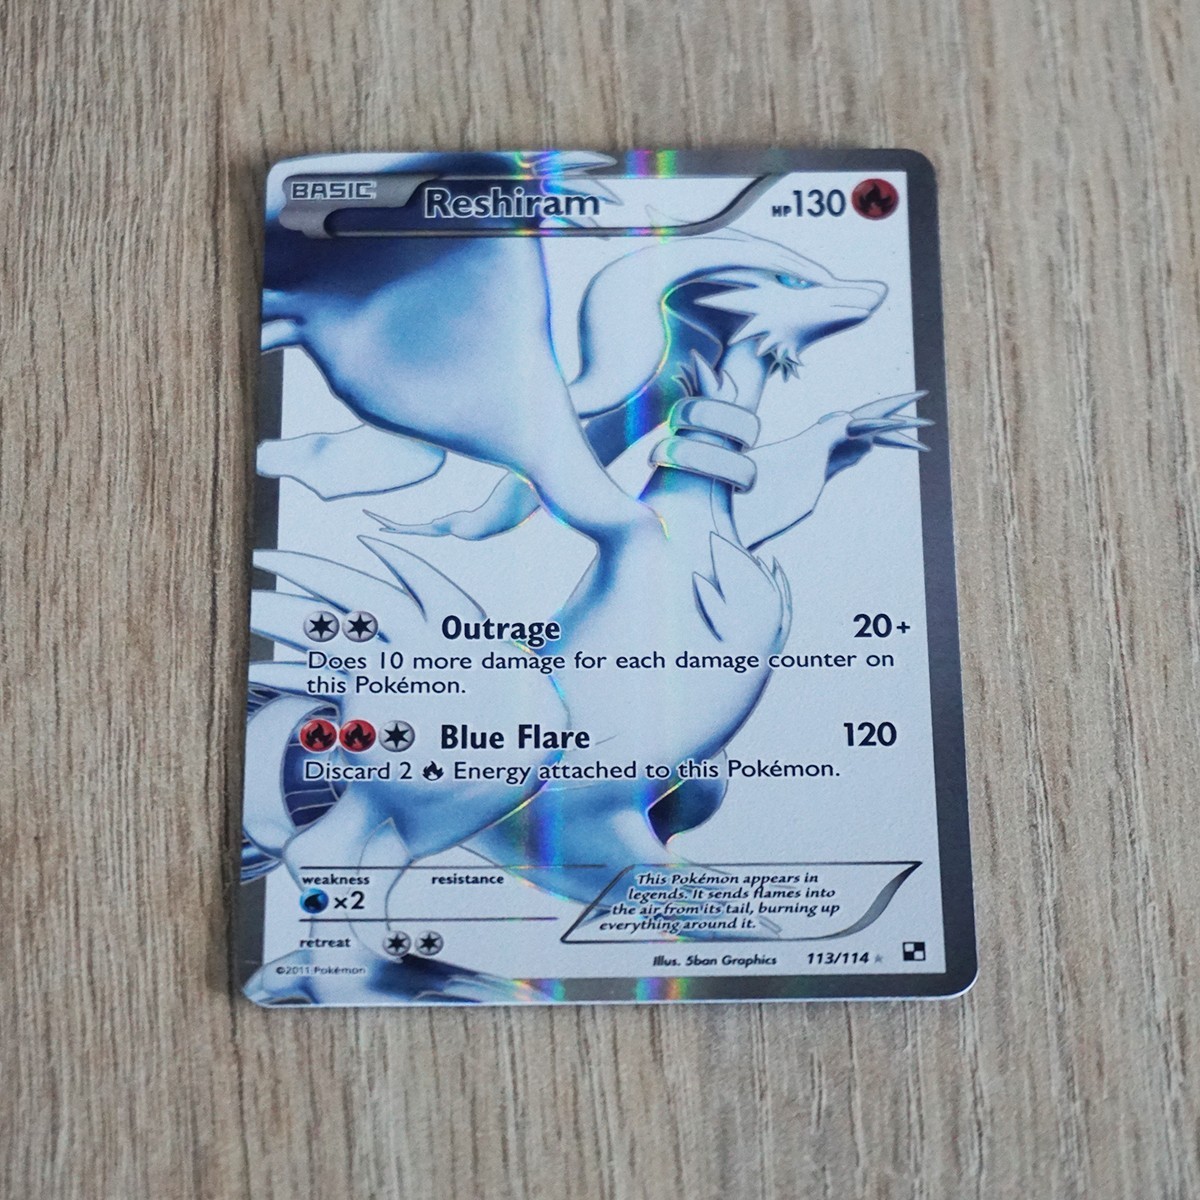 BASIC Reshiram HP 130
Outrage 20+
Does 10 more damage for each damage counter on
this Pokémon.
Blue Flare 120
Discard 2 Energy attached to this Pokémon.
weakness resistance
×2
retreat
This Pokémon appears in
legends. It sends flames into
the air from its tail, burning up
everything around it.
©2011 Pokémon
Illus. 5ban Graphics 113/114